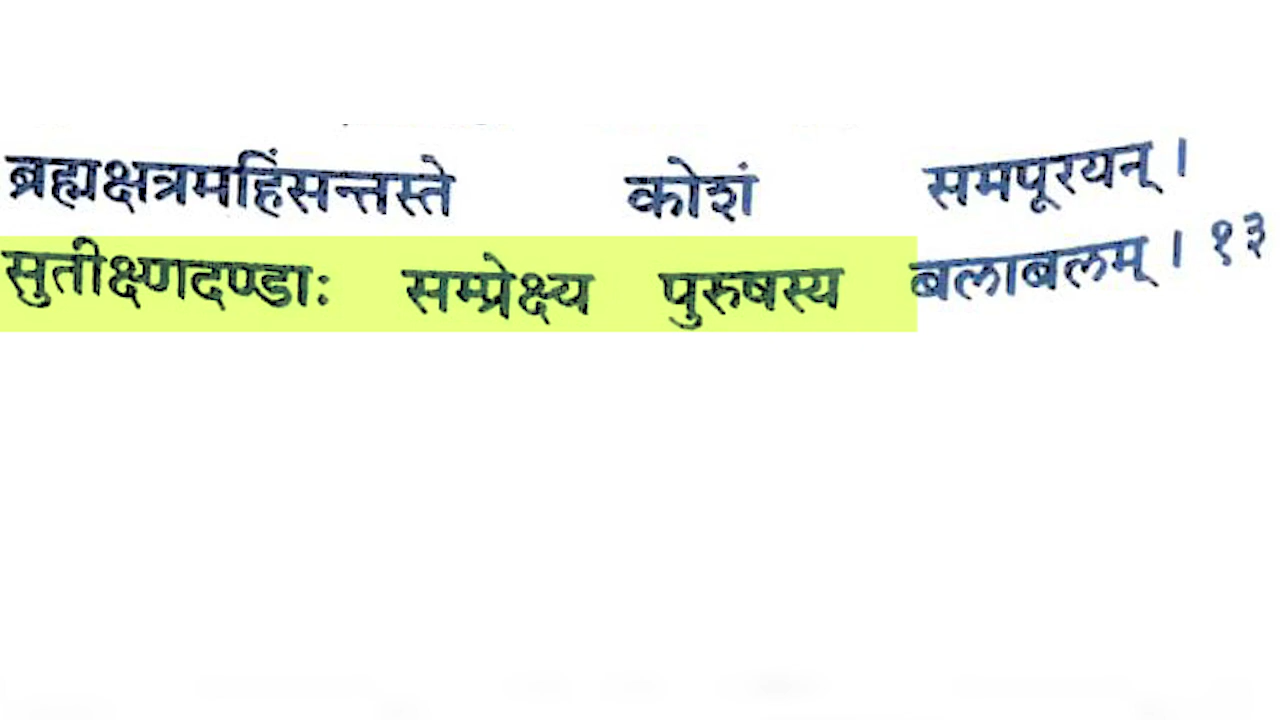 ब्रह्मक्षत्रमहिंसन्तस्ते कोशं समपूरयन् ।
सुतीक्ष्णदण्डाः सम्प्रेक्ष्य पुरुषस्य बलाबलम् । १३